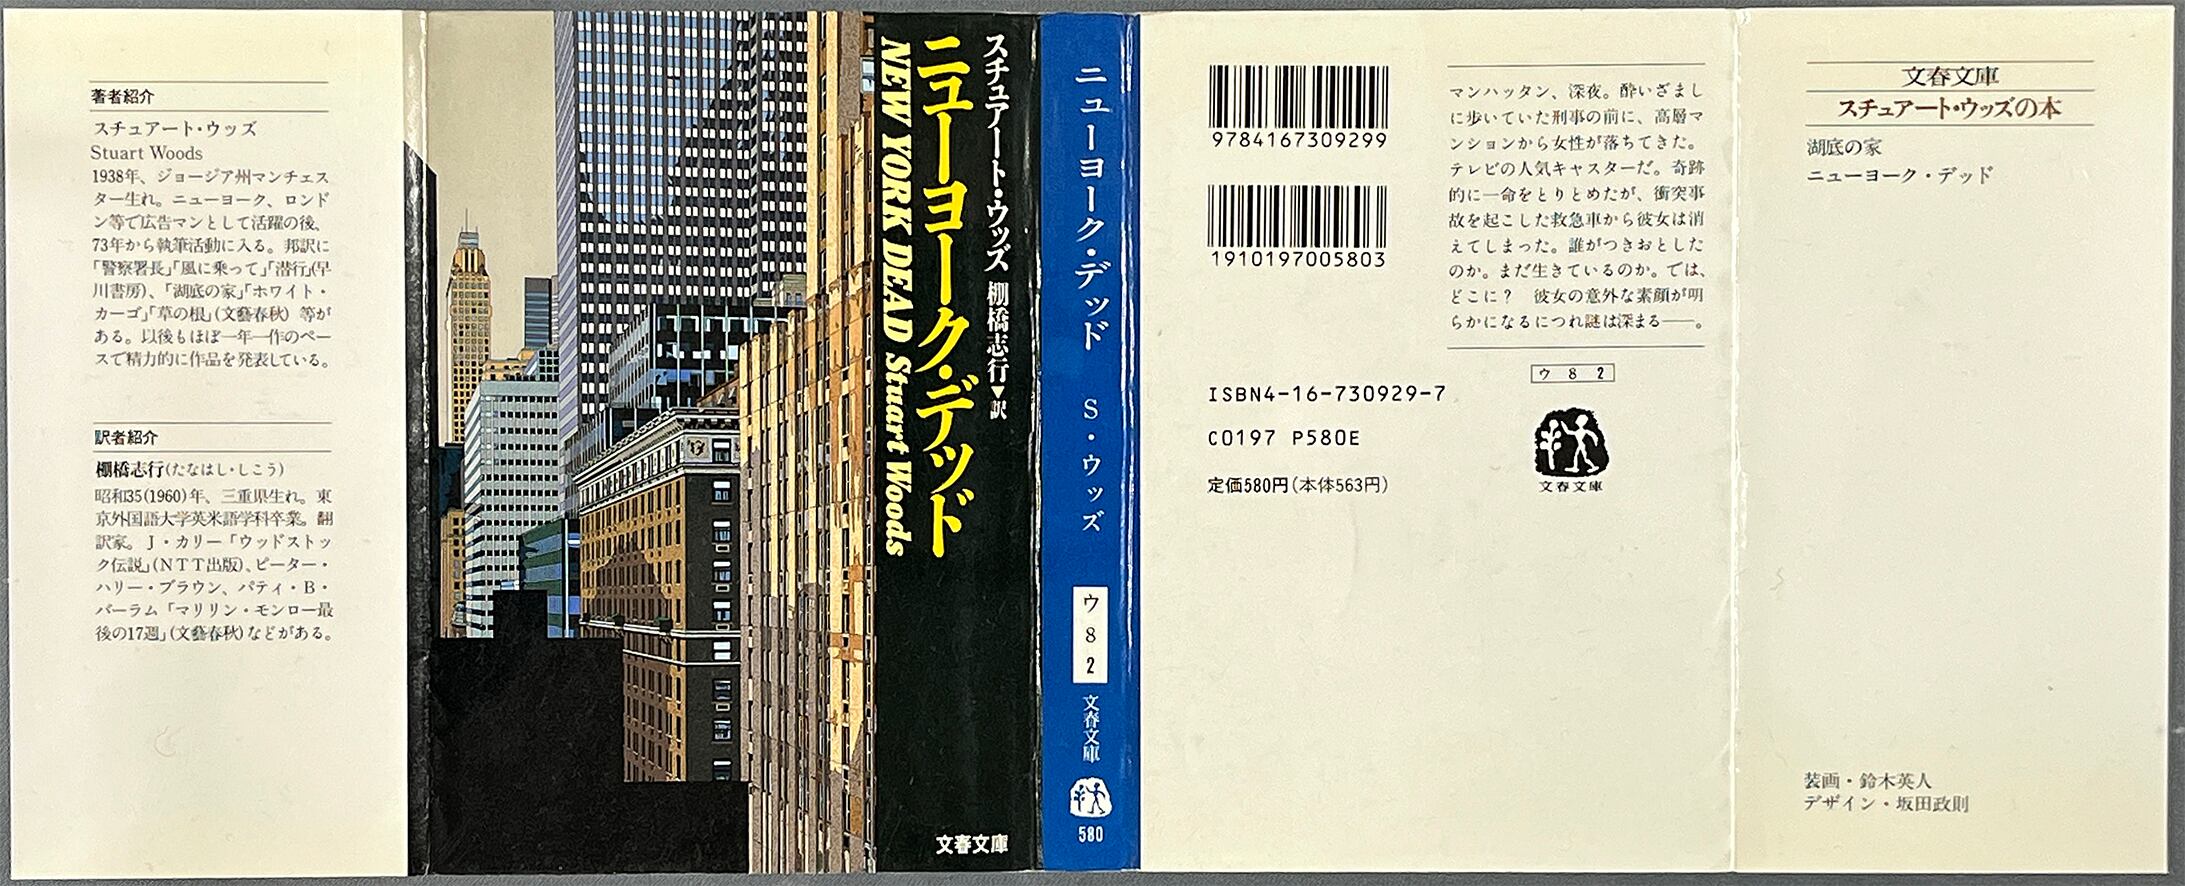 著者紹介
スチュアート・ウッズ
Stuart Woods
1938年、ジョージア州マンチェス
ター生れ。ニューヨーク、ロンド
ン等で広告マンとして活躍の後、
73年から執筆活動に入る。邦訳に
「警察署長」「風に乗って」「潜行」(早
川書房)、「湖底の家」「ホワイト・
カーゴ」「草の根」(文藝春秋) 等が
ある。以後もほぼ一年一作のペー
スで精力的に作品を発表している。
訳者紹介
棚橋志行(たなはし・しこう)
昭和35(1960)年、三重県生れ。東
京外国語大学英米語学科卒業。翻
訳家。J・カリー「ウッドストッ
ク伝説」(NTT出版)、ピーター・
ハリー・ブラウン、パティ・B・
バーラム「マリリン・モンロー最
後の17週」(文藝春秋)などがある。
スチュアート・ウッズ 棚橋志行▼訳
ニューヨーク・デッド
NEW YORK DEAD Stuart Woods
文春文庫
ニューヨーク・デッド S・ウッズ
ウ
8
2
文春文庫
580
9784167309299
1910197005803
ISBN4-16-730929-7
C0197 P580E
定価580円(本体563円)
マンハッタン、深夜。酔いざまし
に歩いていた刑事の前に、高層マ
ンションから女性が落ちてきた。
テレビの人気キャスターだ。奇跡
的に一命をとりとめたが、衝突事
故を起こした救急車から彼女は消
えてしまった。誰がつきおとした
のか。まだ生きているのか。では、
どこに? 彼女の意外な素顔が明
らかになるにつれ謎は深まる──。
ウ 8 2
文春文庫
文春文庫
スチュアート・ウッズの本
湖底の家
ニューヨーク・デッド
装画・鈴木英人
デザイン・坂田政則